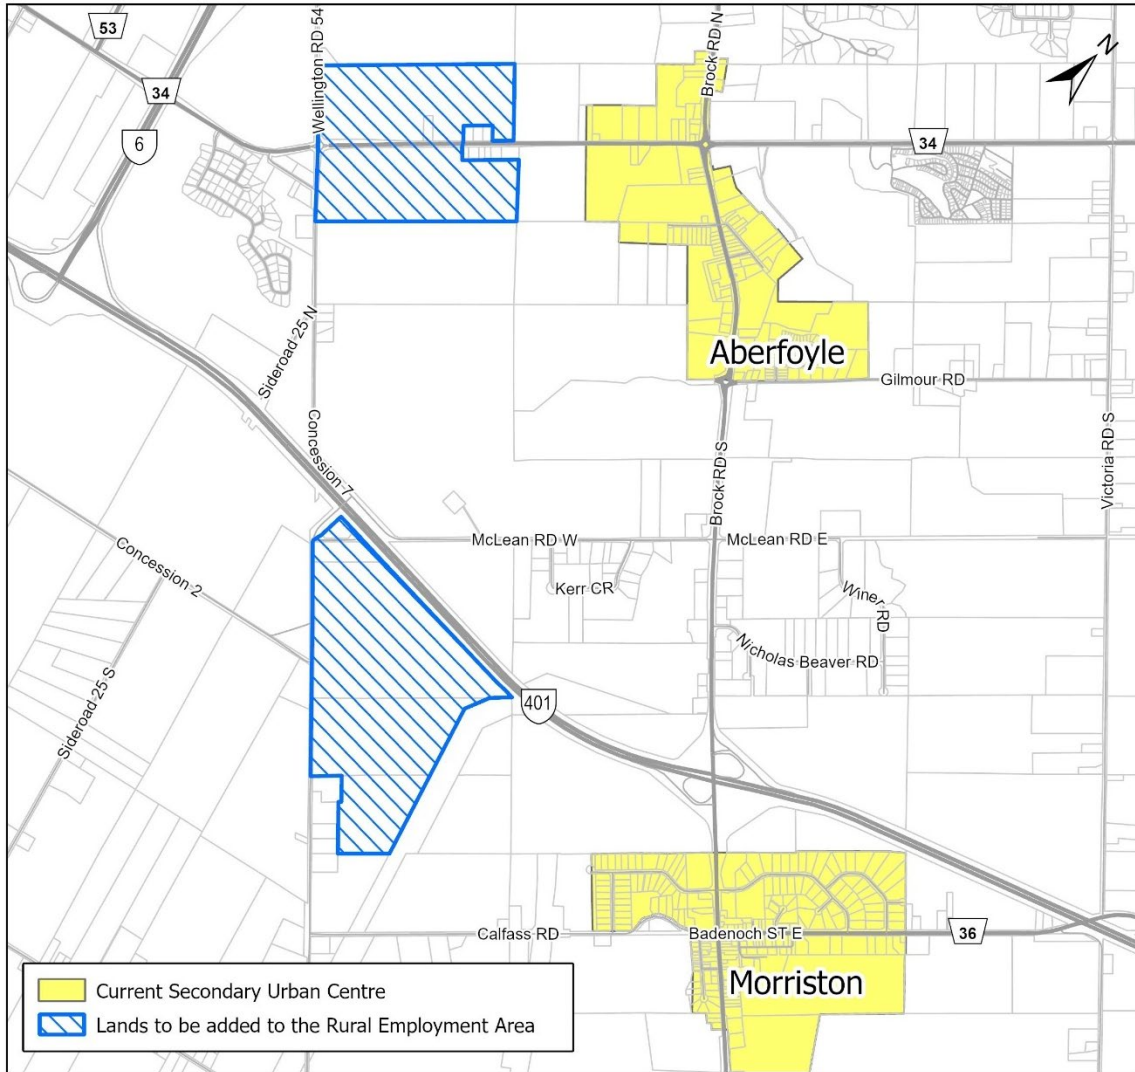 53
Wellington RD 54
Brock RD N
N
34
6
34
Sideroad 25 N
Aberfoyle
Gilmour RD
Concession 7
Brock RD S
Victoria RD S
McLean RD W
McLean RD E
Concession 2
Kerr CR
Winer RD
Nicholas Beaver RD
Sideroad 25 S
401
Calfass RD
Badenoch ST E
36
Morriston
Current Secondary Urban Centre
Lands to be added to the Rural Employment Area